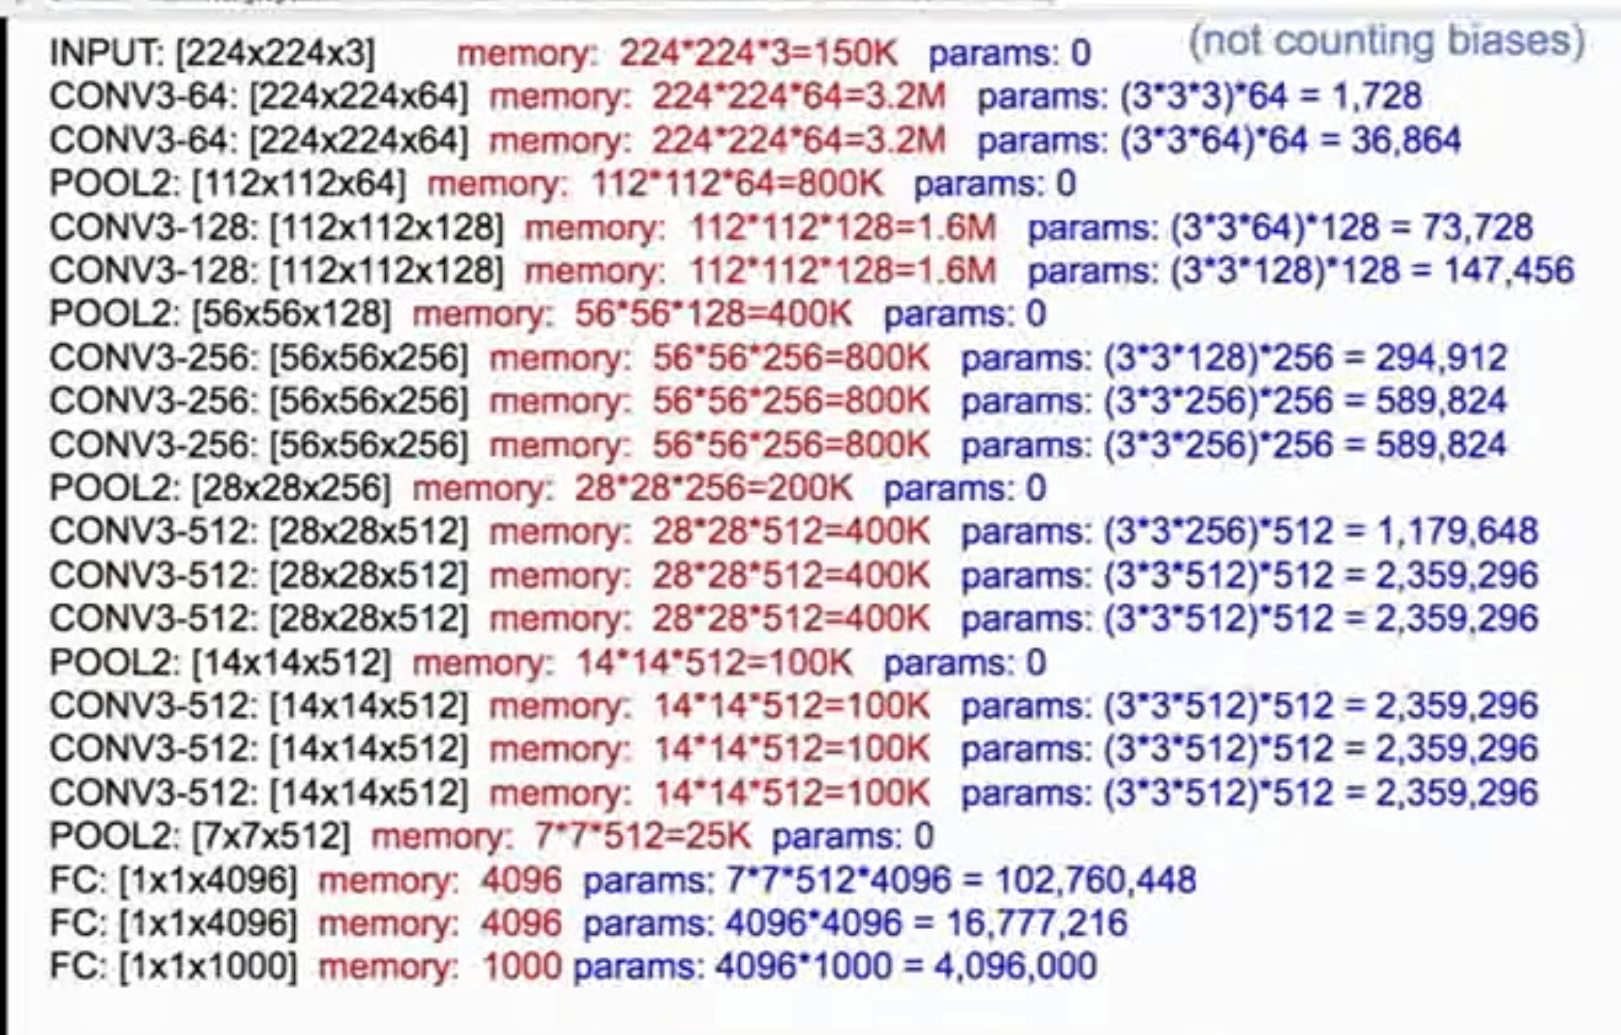 (not counting biases)
INPUT: [224x224x3] memory: 224*224*3=150K params: 0
CONV3-64: [224x224x64] memory: 224*224*64=3.2M params: (3*3*3)*64 = 1,728
CONV3-64: [224x224x64] memory: 224*224*64=3.2M params: (3*3*64)*64 = 36,864
POOL2: [112x112x64] memory: 112*112*64=800K params: 0
CONV3-128: [112x112x128] memory: 112*112*128=1.6M params: (3*3*64)*128 = 73,728
CONV3-128: [112x112x128] memory: 112*112*128=1.6M params: (3*3*128)*128 = 147,456
POOL2: [56x56x128] memory: 56*56*128=400K params: 0
CONV3-256: [56x56x256] memory: 56*56*256=800K params: (3*3*128)*256 = 294,912
CONV3-256: [56x56x256] memory: 56*56*256=800K params: (3*3*256)*256 = 589,824
CONV3-256: [56x56x256] memory: 56*56*256=800K params: (3*3*256)*256 = 589,824
POOL2: [28x28x256] memory: 28*28*256=200K params: 0
CONV3-512: [28x28x512] memory: 28*28*512=400K params: (3*3*256)*512 = 1,179,648
CONV3-512: [28x28x512] memory: 28*28*512=400K params: (3*3*512)*512 = 2,359,296
CONV3-512: [28x28x512] memory: 28*28*512=400K params: (3*3*512)*512 = 2,359,296
POOL2: [14x14x512] memory: 14*14*512=100K params: 0
CONV3-512: [14x14x512] memory: 14*14*512=100K params: (3*3*512)*512 = 2,359,296
CONV3-512: [14x14x512] memory: 14*14*512=100K params: (3*3*512)*512 = 2,359,296
CONV3-512: [14x14x512] memory: 14*14*512=100K params: (3*3*512)*512 = 2,359,296
POOL2: [7x7x512] memory: 7*7*512=25K params: 0
FC: [1x1x4096] memory: 4096 params: 7*7*512*4096 = 102,760,448
FC: [1x1x4096] memory: 4096 params: 4096*4096 = 16,777,216
FC: [1x1x1000] memory: 1000 params: 4096*1000 = 4,096,000